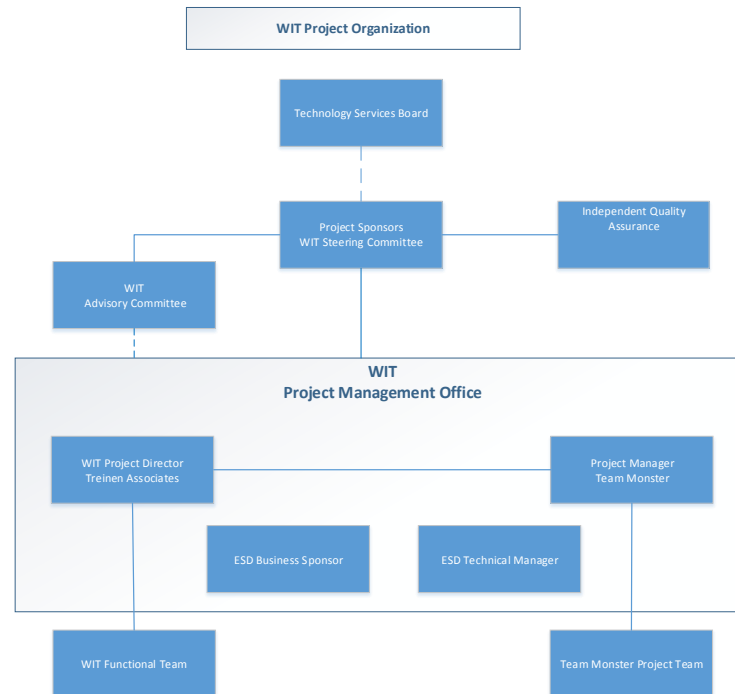 WIT Project Organization
Technology Services Board
Project Sponsors
WIT Steering Committee
Independent Quality
Assurance
WIT
Advisory Committee
WIT
Project Management Office
WIT Project Director
Treinen Associates
Project Manager
Team Monster
ESD Business Sponsor
ESD Technical Manager
WIT Functional Team
Team Monster Project Team